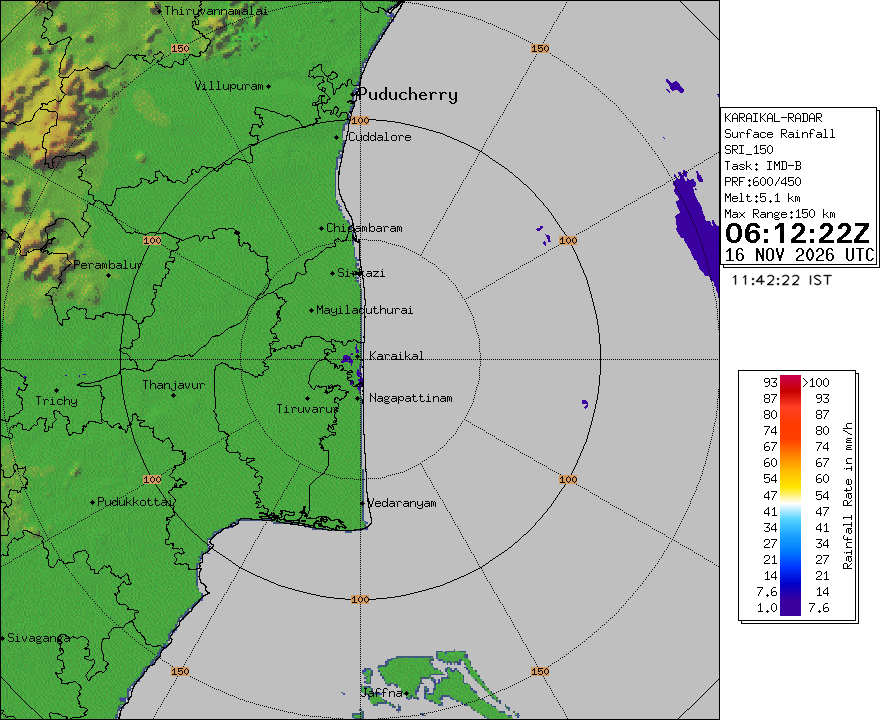 Thiruvannamalai
150
150
Villupuram
Puducherry
100
Cuddalore
Chidambaram
100
100
Perambalur
Sirkazi
Mayiladuthurai
Karaikal
Thanjavur
Trichy
Tiruvarur
Nagapattinam
100
100
Pudukkottai
Vedaranyam
100
Sivaganga
150
150
Jaffna
KARAIKAL-RADAR
Surface Rainfall
SRI_150
Task: IMD-B
PRF:600/450
Melt:5.1 km
Max Range:150 km
06:12:22Z
16 NOV 2026 UTC
11:42:22 IST
93 >100
87 93
80 87
74 80
67 74
60 67
54 60
47 54
41 47
34 41
27 34
21 27
14 21
7.6 14
1.0 7.6
Rainfall Rate in mm/h